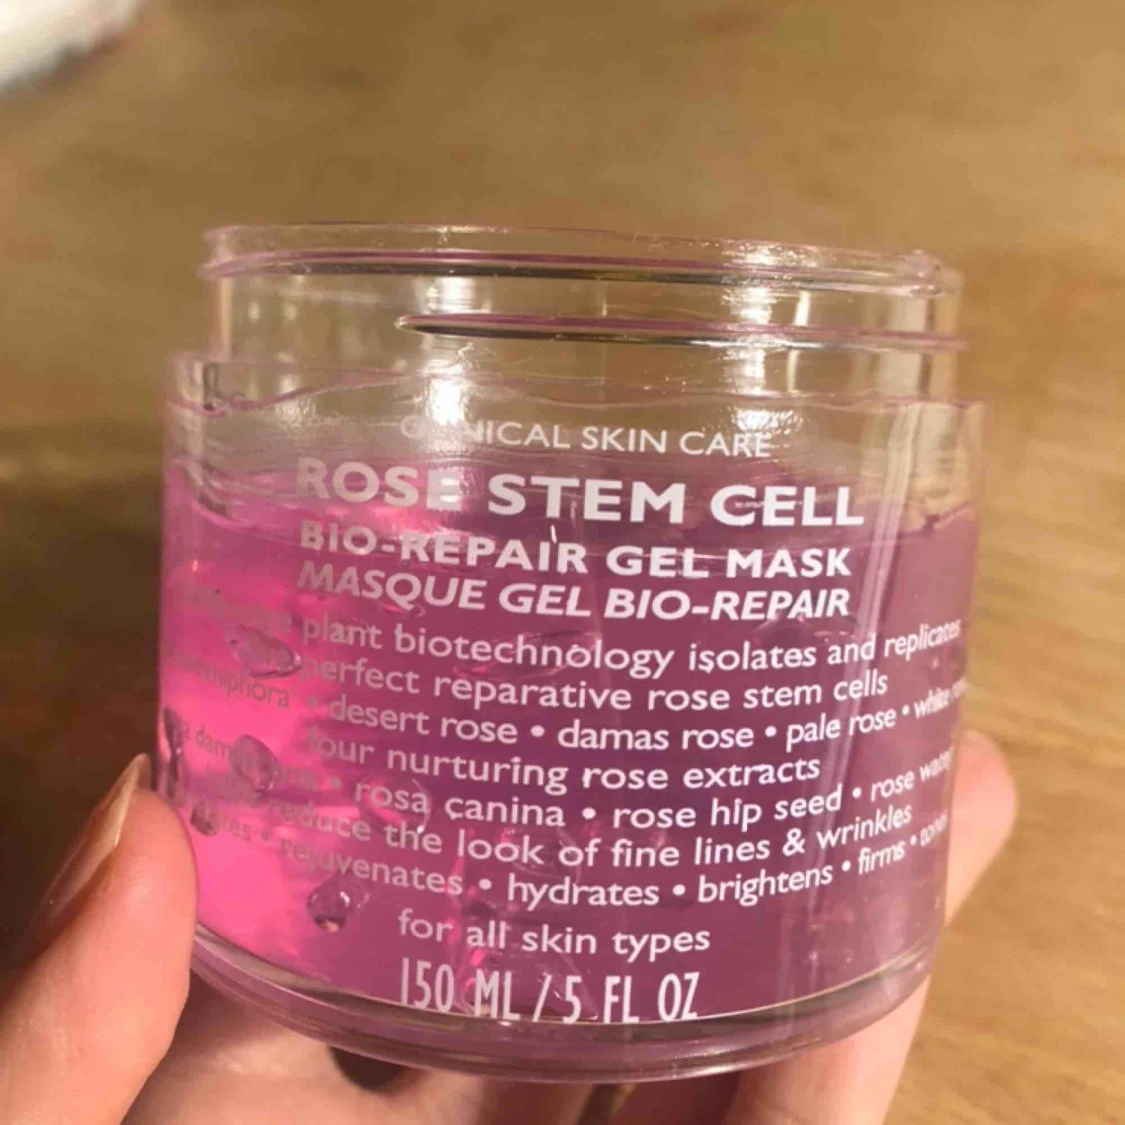 CLINICAL SKIN CARE
ROSE STEM CELL
BIO-REPAIR GEL MASK
MASQUE GEL BIO-REPAIR
plant biotechnology isolates and replicates
perfect reparative rose stem cells
• desert rose • damas rose • pale rose • white
four nurturing rose extracts
• rosa canina • rose hip seed • rose water
reduce the look of fine lines & wrinkles
• rejuvenates • hydrates • brightens • firms •
for all skin types
150 ML / 5 FL OZ